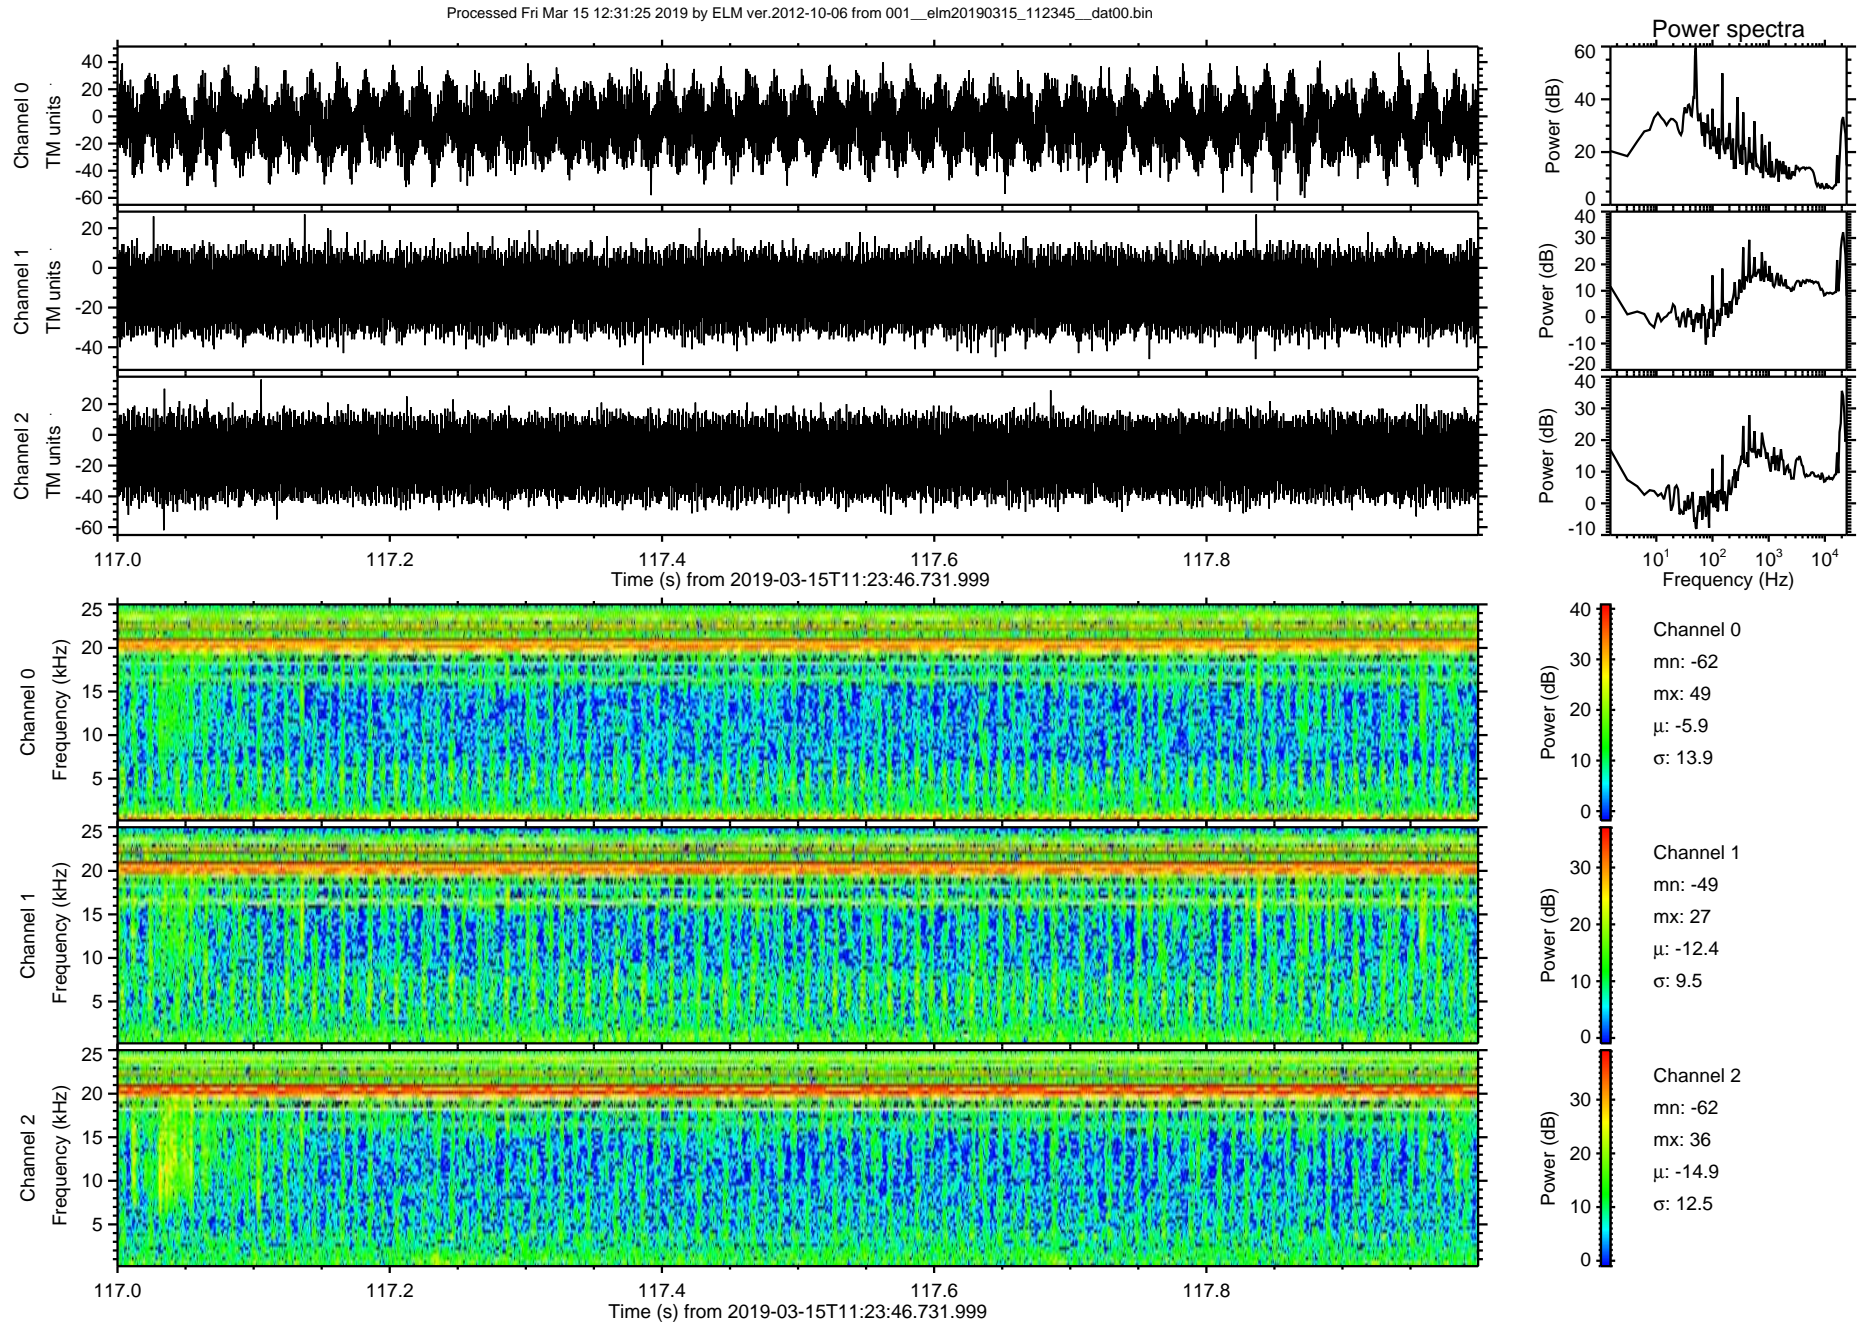 Processed Fri Mar 15 12:31:25 2019 by ELM ver.2012-10-06 from 001__elm20190315_112345__dat00.bin
Power spectra
Channel 0
TM units
40
20
0
-20
-40
-60
Power (dB)
60
40
20
0
Channel 1
TM units
20
0
-20
-40
Power (dB)
40
30
20
10
0
-10
-20
Channel 2
TM units
20
0
-20
-40
-60
Power (dB)
40
30
20
10
0
-10
117.0 117.2 117.4 117.6 117.8
Time (s) from 2019-03-15T11:23:46.731.999
10¹ 10² 10³ 10⁴
Frequency (Hz)
Channel 0
Frequency (kHz)
25
20
15
10
5
Power (dB)
40
30
20
10
0
Channel 0
mn: -62
mx: 49
μ: -5.9
σ: 13.9
Channel 1
Frequency (kHz)
25
20
15
10
5
Power (dB)
30
20
10
0
Channel 1
mn: -49
mx: 27
μ: -12.4
σ: 9.5
Channel 2
Frequency (kHz)
25
20
15
10
5
Power (dB)
30
20
10
0
Channel 2
mn: -62
mx: 36
μ: -14.9
σ: 12.5
117.0 117.2 117.4 117.6 117.8
Time (s) from 2019-03-15T11:23:46.731.999